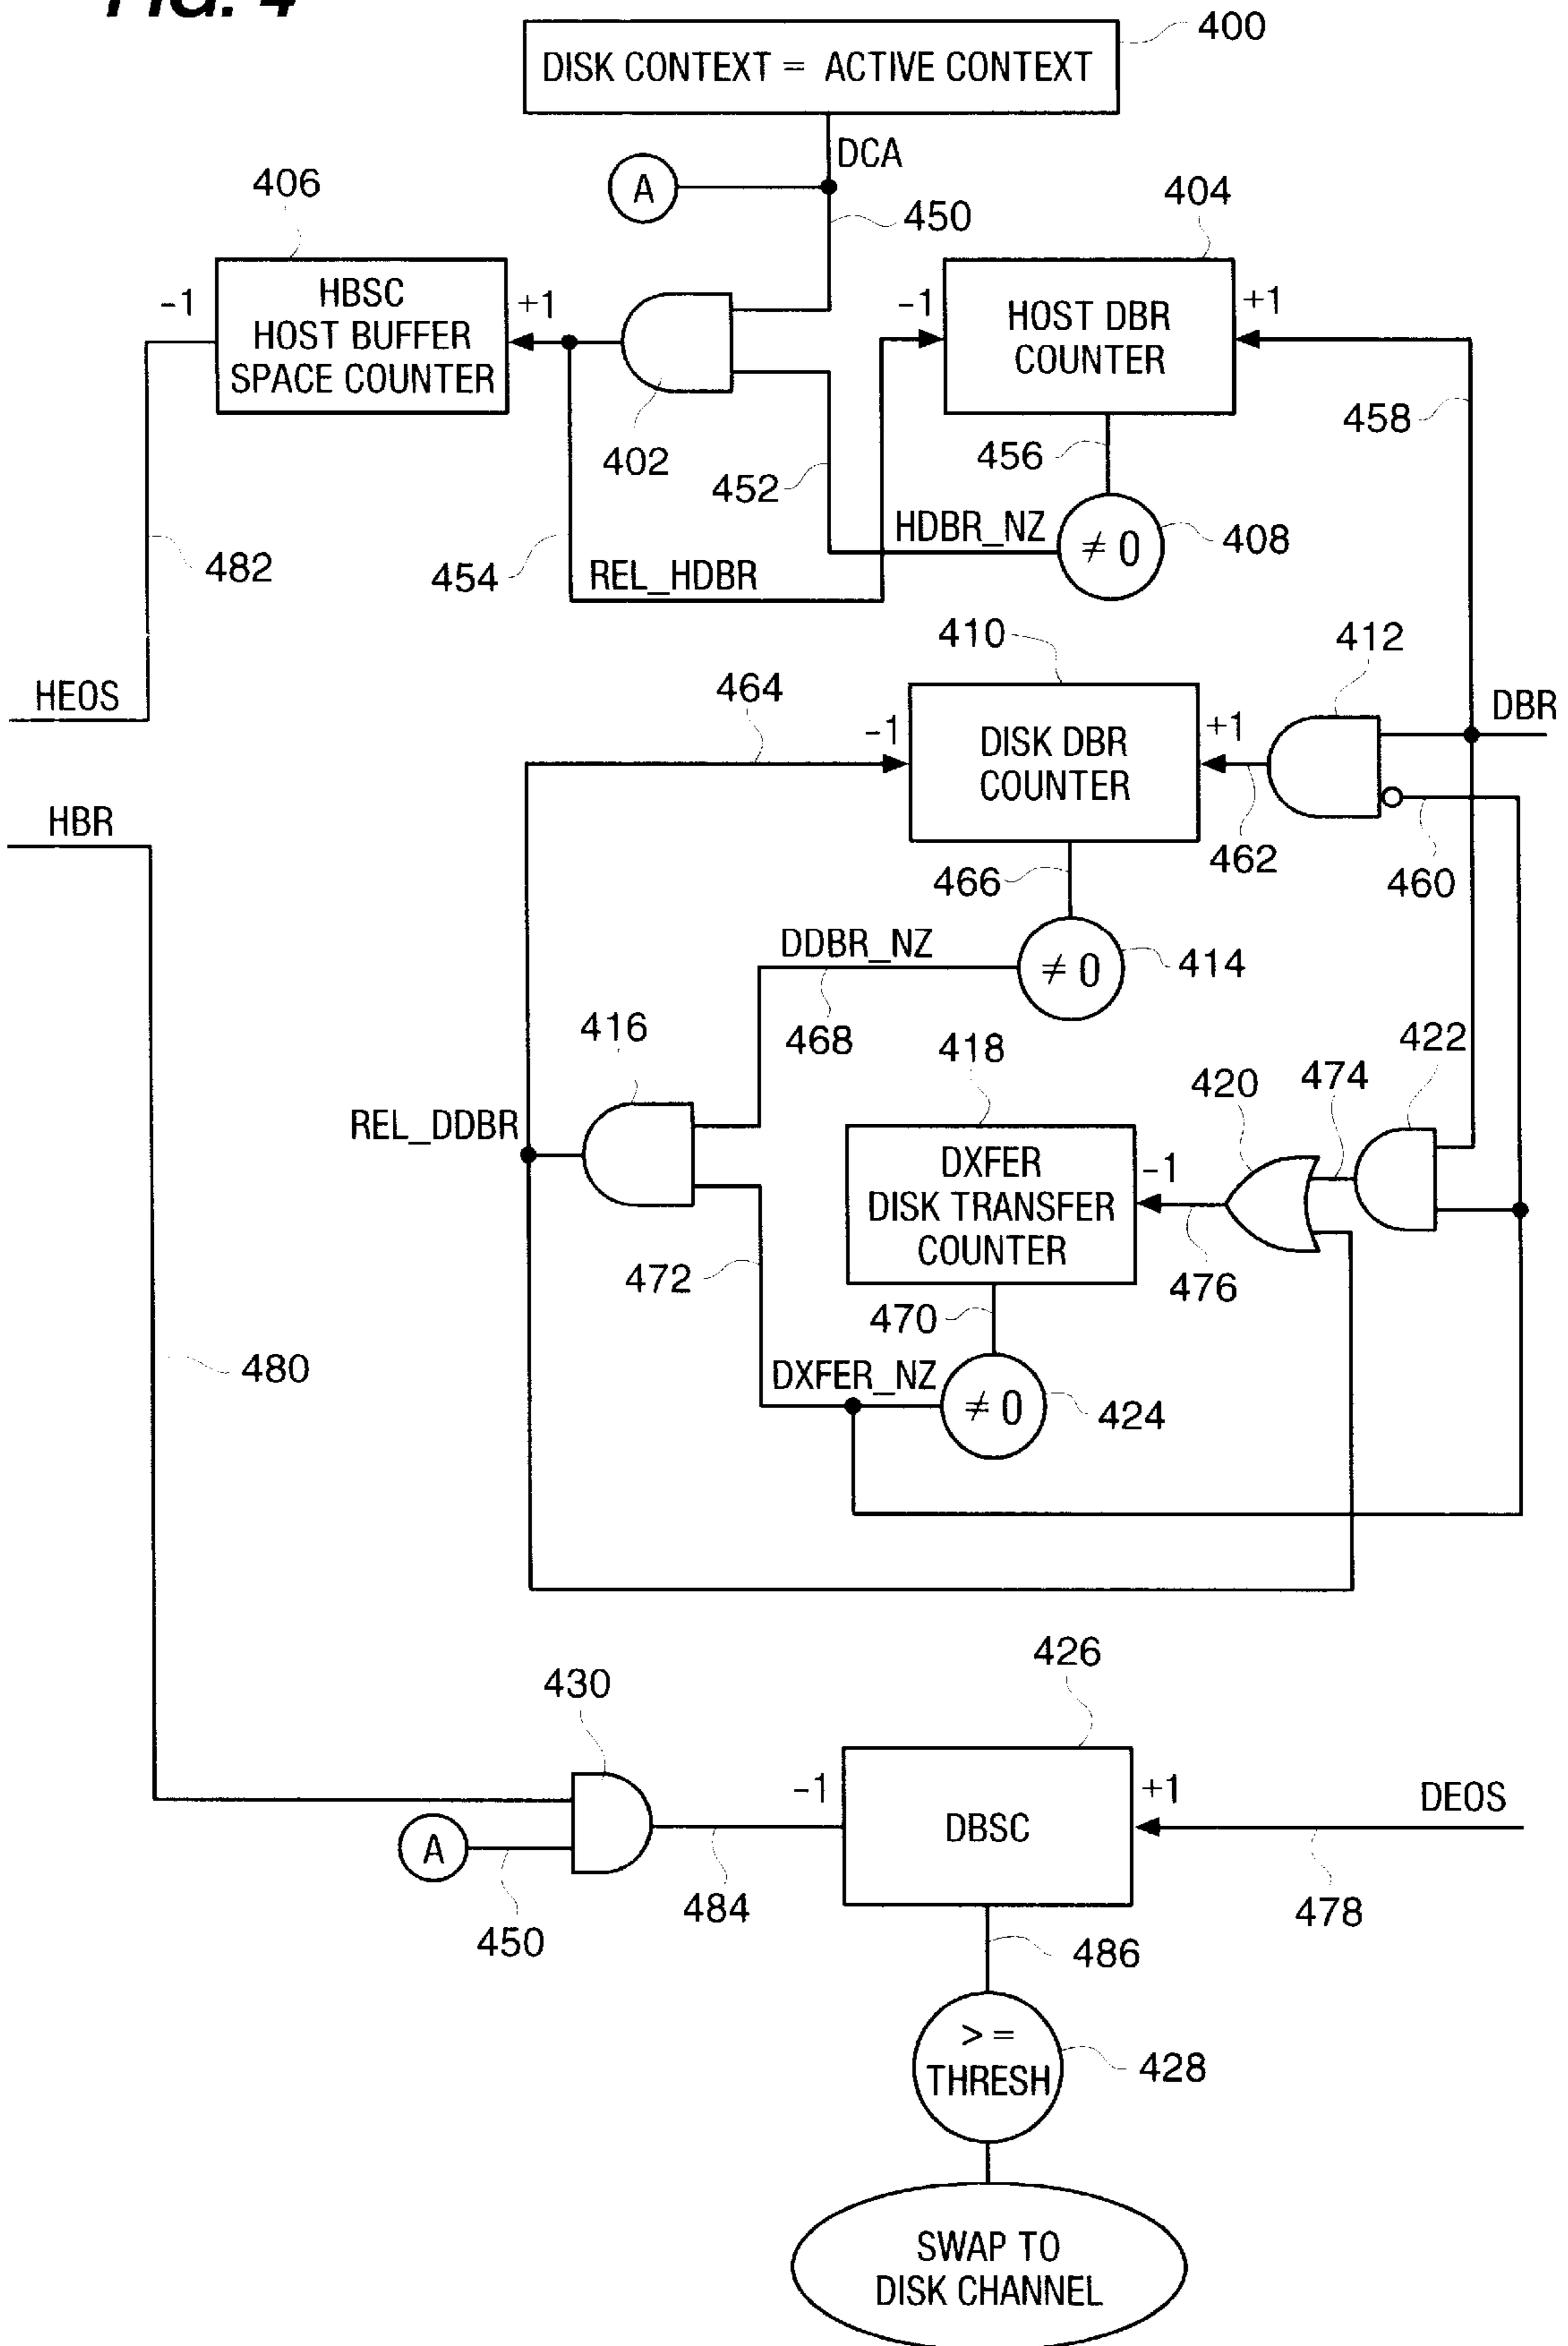 FIG. 4
400
DISK CONTEXT = ACTIVE CONTEXT
DCA
A
406
450
404
-1
HBSC
HOST BUFFER
SPACE COUNTER
+1
-1
HOST DBR
COUNTER
+1
458
402
456
452
HDBR_NZ
≠ 0
408
482
454
REL_HDBR
410
412
HEOS
464
DBR
-1
DISK DBR
COUNTER
+1
HBR
462
460
466
DDBR_NZ
≠ 0
414
468
416
418
422
420
474
REL_DDBR
DXFER
DISK TRANSFER
COUNTER
-1
472
476
470
480
DXFER_NZ
≠ 0
424
426
430
-1
DBSC
+1
DEOS
A
484
478
450
486
> =
THRESH
428
SWAP TO
DISK CHANNEL